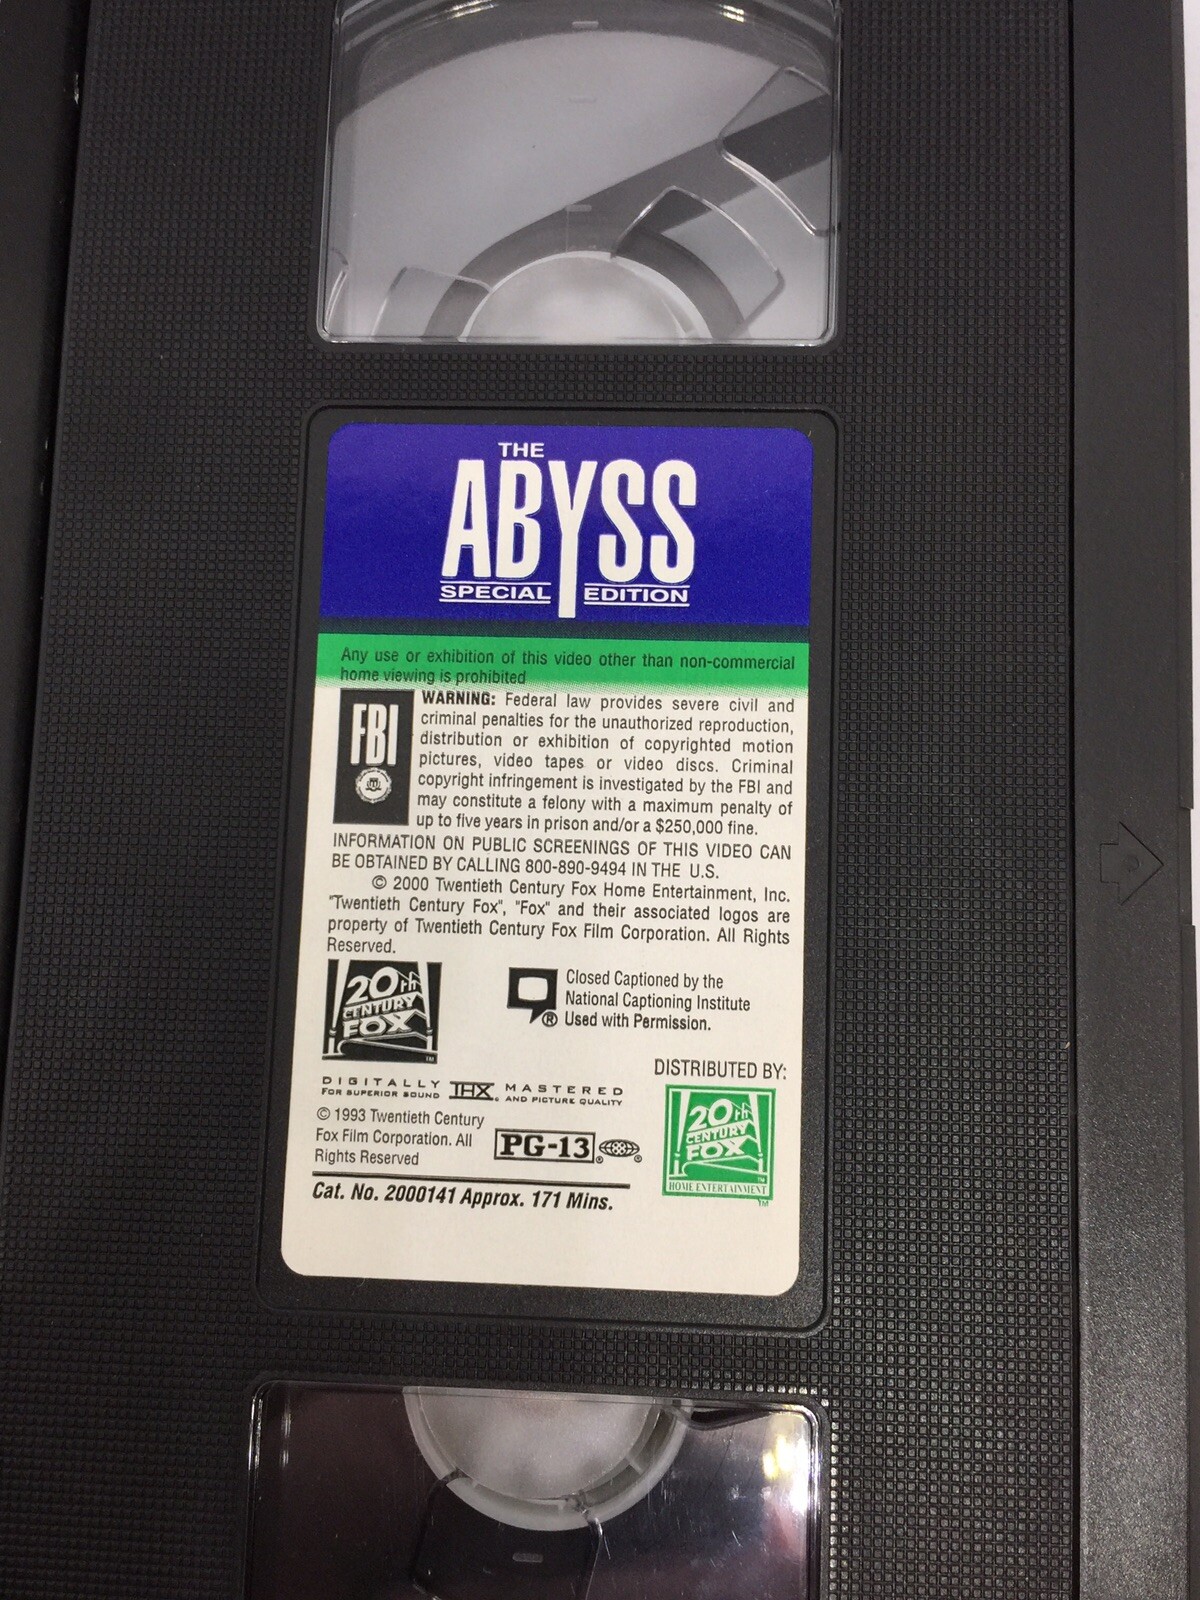 THE
ABYSS
SPECIAL EDITION
Any use or exhibition of this video other than non-commercial
home viewing is prohibited
FBI
WARNING: Federal law provides severe civil and
criminal penalties for the unauthorized reproduction,
distribution or exhibition of copyrighted motion
pictures, video tapes or video discs. Criminal
copyright infringement is investigated by the FBI and
may constitute a felony with a maximum penalty of
up to five years in prison and/or a $250,000 fine.
INFORMATION ON PUBLIC SCREENINGS OF THIS VIDEO CAN
BE OBTAINED BY CALLING 800-890-9494 IN THE U.S.
© 2000 Twentieth Century Fox Home Entertainment, Inc.
"Twentieth Century Fox", "Fox" and their associated logos are
property of Twentieth Century Fox Film Corporation. All Rights
Reserved.
20th
CENTURY
FOX
TM
Closed Captioned by the
National Captioning Institute
® Used with Permission.
DIGITALLY THX MASTERED
FOR SUPERIOR SOUND ® AND PICTURE QUALITY
© 1993 Twentieth Century
Fox Film Corporation. All
Rights Reserved
PG-13 ® ®
DISTRIBUTED BY:
20th
CENTURY
FOX
TM
HOME ENTERTAINMENT
TM
Cat. No. 2000141 Approx. 171 Mins.